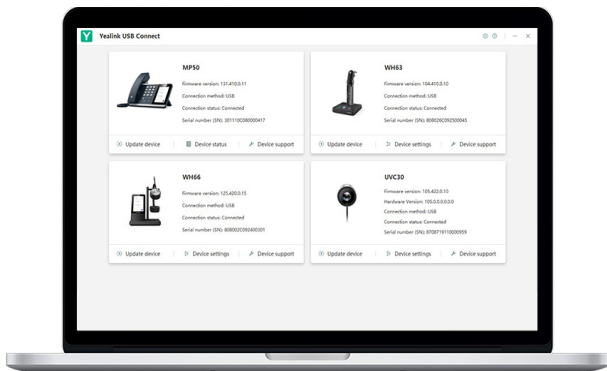 Y Yealink USB Connect
MP50
Firmware version: 131.410.0.11
Connection method: USB
Connection status: Connected
Serial number (SN): 301110C080000417
Update device
Device status
Device support
WH63
Firmware version: 104.410.0.10
Connection method: USB
Connection status: Connected
Serial number (SN): 808026C092500045
Update device
Device settings
Device support
WH66
Firmware version: 125.420.0.15
Connection method: USB
Connection status: Connected
Serial number (SN): 808002C092400301
Update device
Device settings
Device support
UVC30
Firmware version: 105.422.0.10
Hardware Version: 105.0.0.0.0.0.0
Connection method: USB
Connection status: Connected
Serial number (SN): 8708719110000959
Update device
Device settings
Device support